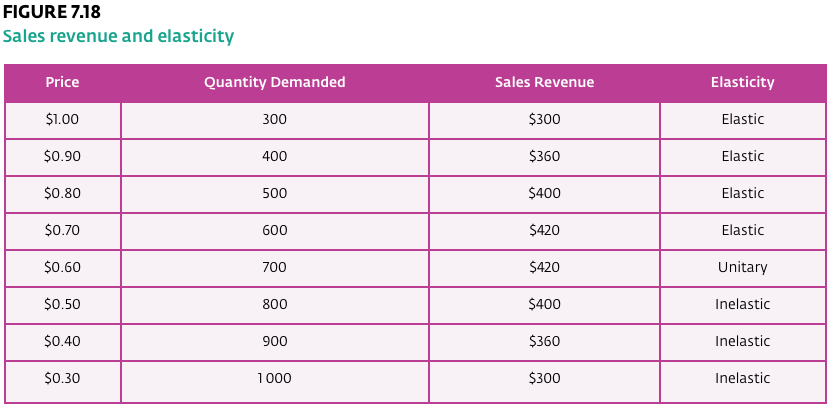 FIGURE 7.18
Sales revenue and elasticity
Price Quantity Demanded Sales Revenue Elasticity
$1.00 300 $300 Elastic
$0.90 400 $360 Elastic
$0.80 500 $400 Elastic
$0.70 600 $420 Elastic
$0.60 700 $420 Unitary
$0.50 800 $400 Inelastic
$0.40 900 $360 Inelastic
$0.30 1 000 $300 Inelastic